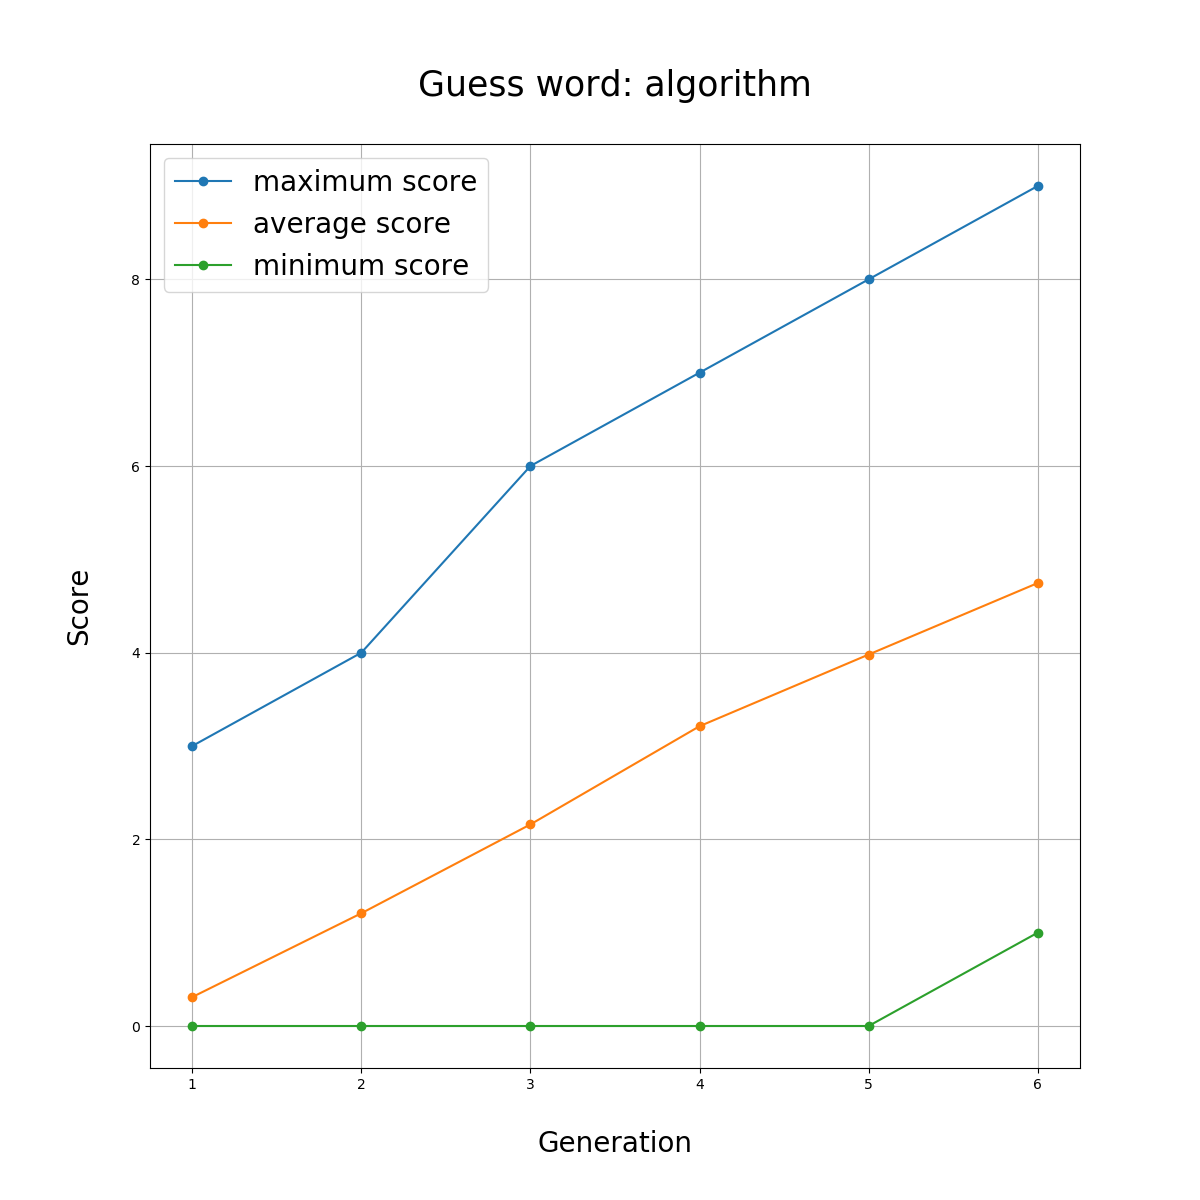 Guess word: algorithm
maximum score
average score
minimum score
8
6
4
2
0
Score
1 2 3 4 5 6
Generation